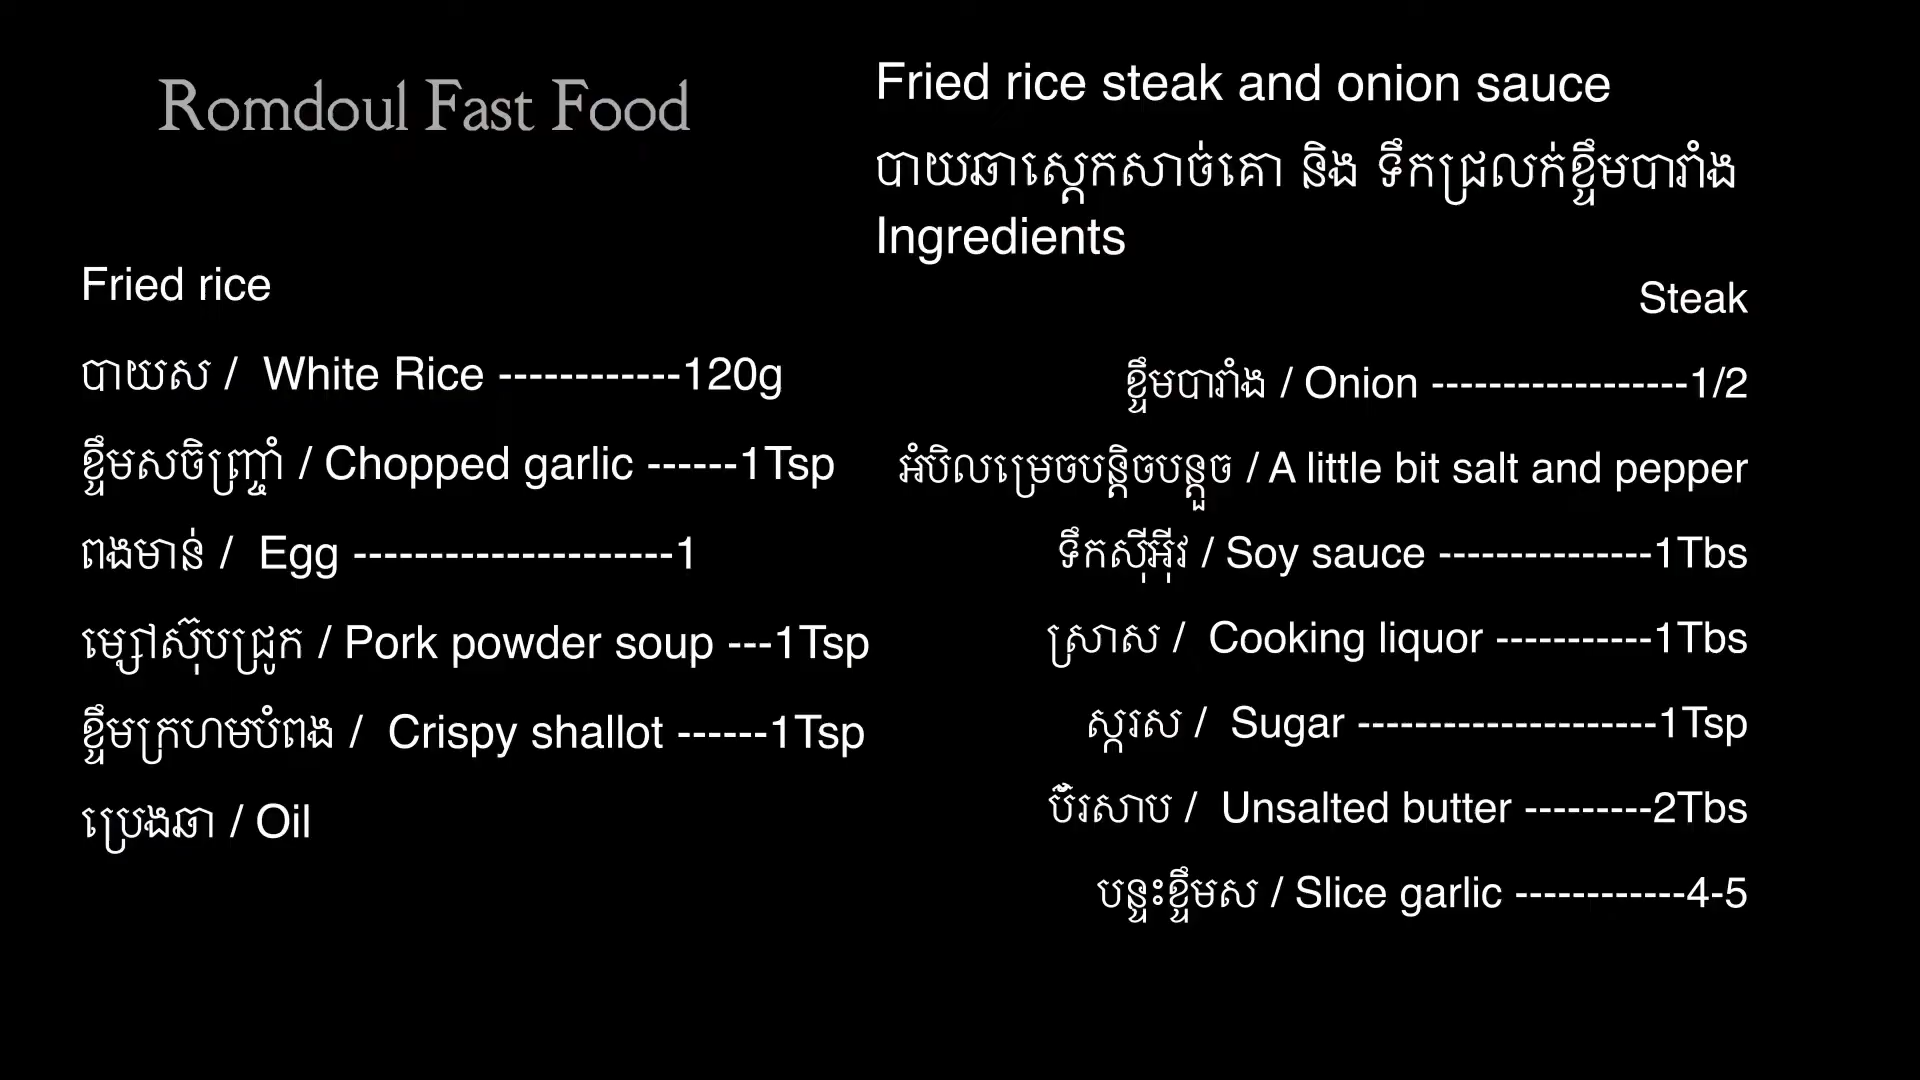 Romdoul Fast Food
Fried rice steak and onion sauce
បាយឆាស្តេកសាច់គោ និង ទឹកជ្រលក់ខ្ទឹមបារាំង
Ingredients
Fried rice
បាយស /  White Rice ------------120g
ខ្ទឹមសចិញ្ច្រាំ / Chopped garlic ------1Tsp
ពងមាន់ /  Egg ---------------------1
ម្សៅស៊ុបជ្រូក / Pork powder soup ---1Tsp
ខ្ទឹមក្រហមបំពង /  Crispy shallot ------1Tsp
ប្រេងឆា / Oil
Steak
ខ្ទឹមបារាំង / Onion ------------------1/2
អំបិលម្រេចបន្តិចបន្តួច / A little bit salt and pepper
ទឹកស៊ីអ៊ីវ / Soy sauce ---------------1Tbs
ស្រាស /  Cooking liquor -----------1Tbs
ស្ករស /  Sugar ---------------------1Tsp
ប៊័រសាប /  Unsalted butter ---------2Tbs
បន្ទះខ្ទឹមស / Slice garlic ------------4-5